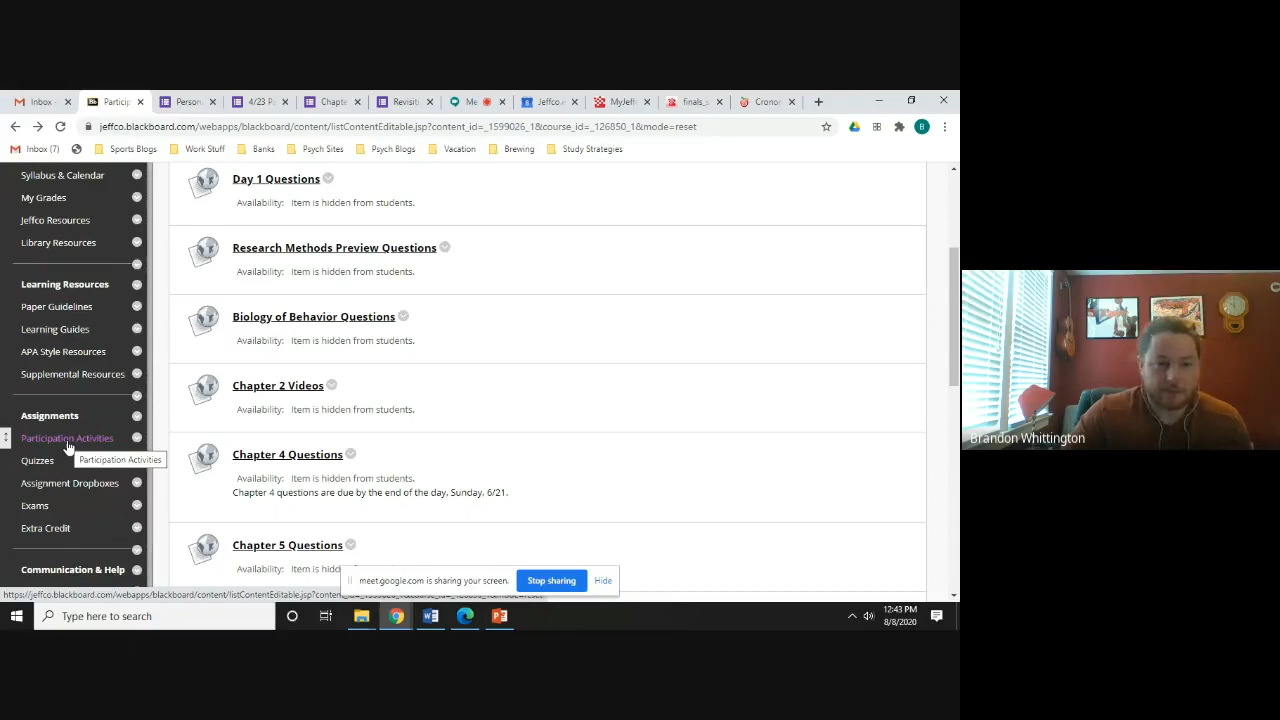 Inbox
Particip
Person
4/23 P
Chapte
Revisiti
Me
Jeffco.e
MyJeff
finals_s
Crono
jeffco.blackboard.com/webapps/blackboard/content/listContentEditable.jsp?content_id=_1599026_1&course_id=_126850_1&mode=reset
B
Inbox (7)
Sports Blogs
Work Stuff
Banks
Psych Sites
Psych Blogs
Vacation
Brewing
Study Strategies
Syllabus & Calendar
My Grades
Jeffco Resources
Library Resources
Learning Resources
Paper Guidelines
Learning Guides
APA Style Resources
Supplemental Resources
Assignments
Participation Activities
Participation Activities
Quizzes
Assignment Dropboxes
Exams
Extra Credit
Communication & Help
Day 1 Questions
Availability: Item is hidden from students.
Research Methods Preview Questions
Availability: Item is hidden from students.
Biology of Behavior Questions
Availability: Item is hidden from students.
Chapter 2 Videos
Availability: Item is hidden from students.
Chapter 4 Questions
Availability: Item is hidden from students.
Chapter 4 questions are due by the end of the day, Sunday, 6/21.
Chapter 5 Questions
Availability: Item is hidd
meet.google.com is sharing your screen.
Stop sharing
Hide
Type here to search
12:43 PM
8/8/2020
Brandon Whittington